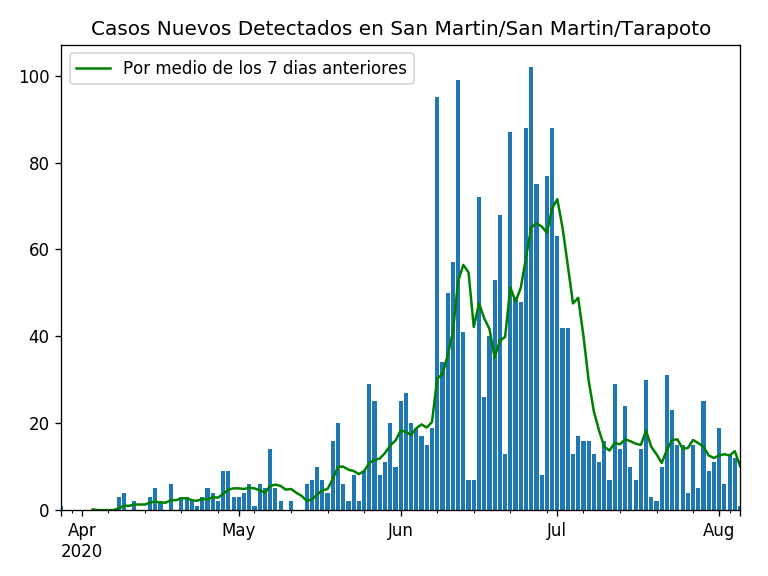 Casos Nuevos Detectados en San Martin/San Martin/Tarapoto
Por medio de los 7 dias anteriores
100
80
60
40
20
0
Apr May Jun Jul Aug
2020